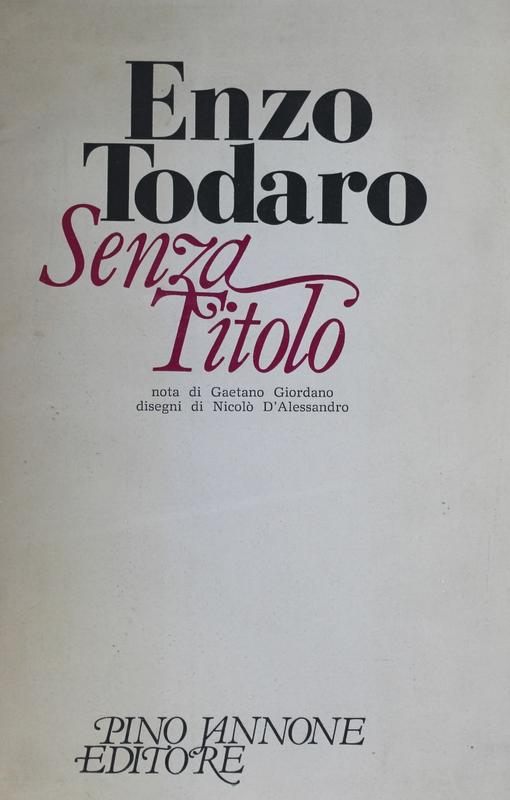 Enzo
Todaro
Senza
Titolo
nota di Gaetano Giordano
disegni di Nicolò D'Alessandro
PINO JANNONE
EDITORE